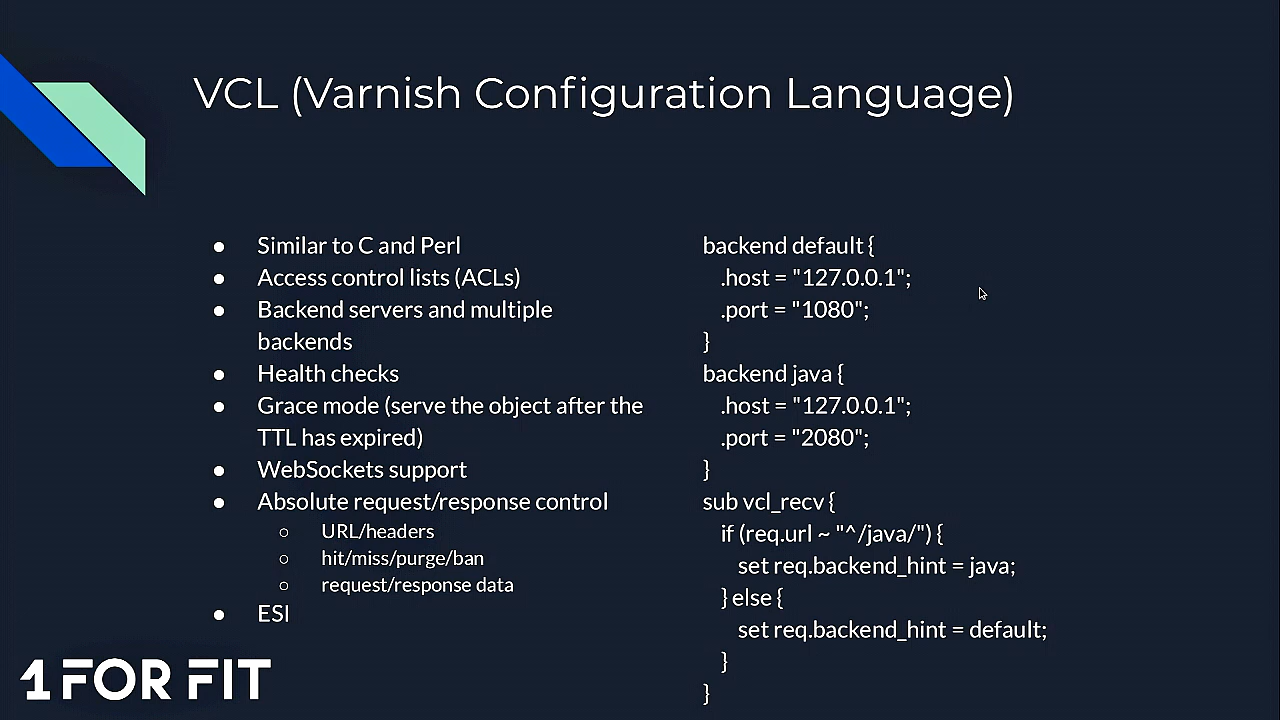 VCL (Varnish Configuration Language)
● Similar to C and Perl
● Access control lists (ACLs)
● Backend servers and multiple
backends
● Health checks
● Grace mode (serve the object after the
TTL has expired)
● WebSockets support
● Absolute request/response control
○ URL/headers
○ hit/miss/purge/ban
○ request/response data
● ESI
backend default {
.host = "127.0.0.1";
.port = "1080";
}
backend java {
.host = "127.0.0.1";
.port = "2080";
}
sub vcl_recv {
if (req.url ~ "^/java/") {
set req.backend_hint = java;
} else {
set req.backend_hint = default;
}
}
1 FOR FIT